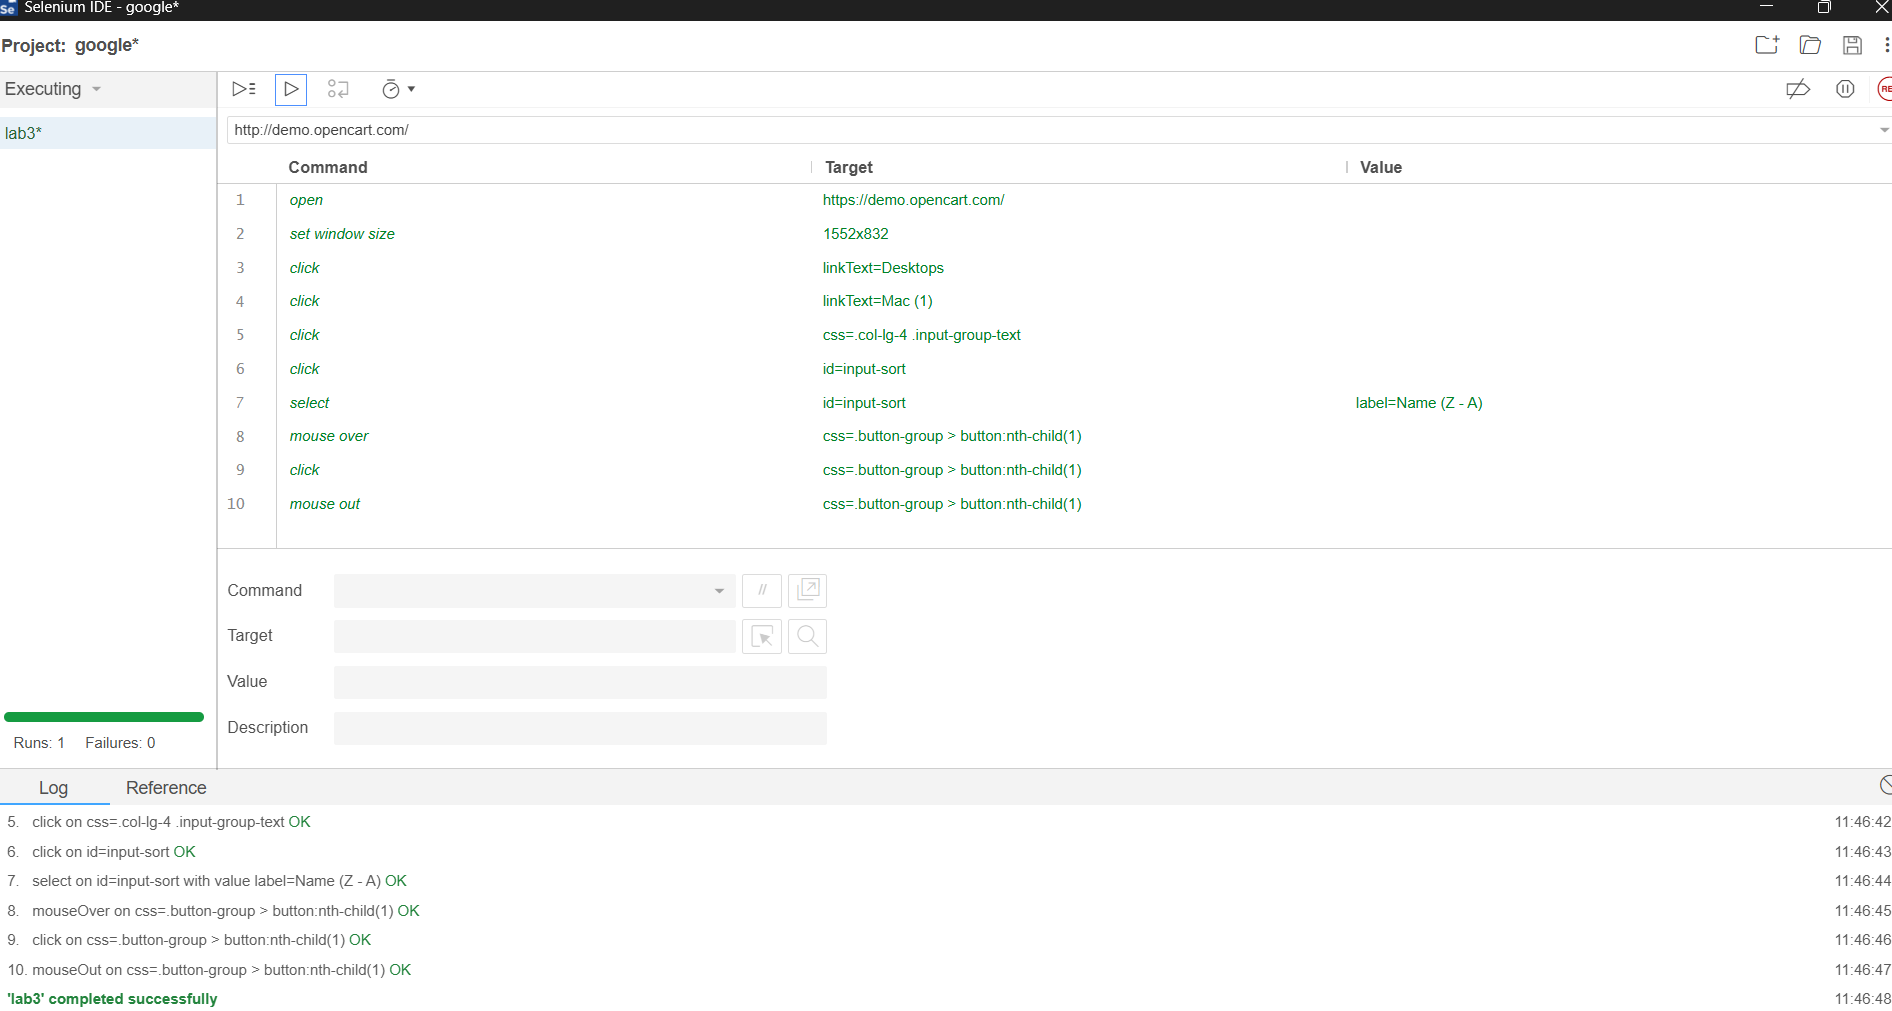 Se Selenium IDE - google*
Project: google*
Executing
lab3*
http://demo.opencart.com/
Command Target Value
1 open https://demo.opencart.com/
2 set window size 1552x832
3 click linkText=Desktops
4 click linkText=Mac (1)
5 click css=.col-lg-4 .input-group-text
6 click id=input-sort
7 select id=input-sort label=Name (Z - A)
8 mouse over css=.button-group > button:nth-child(1)
9 click css=.button-group > button:nth-child(1)
10 mouse out css=.button-group > button:nth-child(1)
Command //
Target
Value
Description
Runs: 1 Failures: 0
Log Reference
5. click on css=.col-lg-4 .input-group-text OK 11:46:42
6. click on id=input-sort OK 11:46:43
7. select on id=input-sort with value label=Name (Z - A) OK 11:46:44
8. mouseOver on css=.button-group > button:nth-child(1) OK 11:46:45
9. click on css=.button-group > button:nth-child(1) OK 11:46:46
10. mouseOut on css=.button-group > button:nth-child(1) OK 11:46:47
'lab3' completed successfully 11:46:48